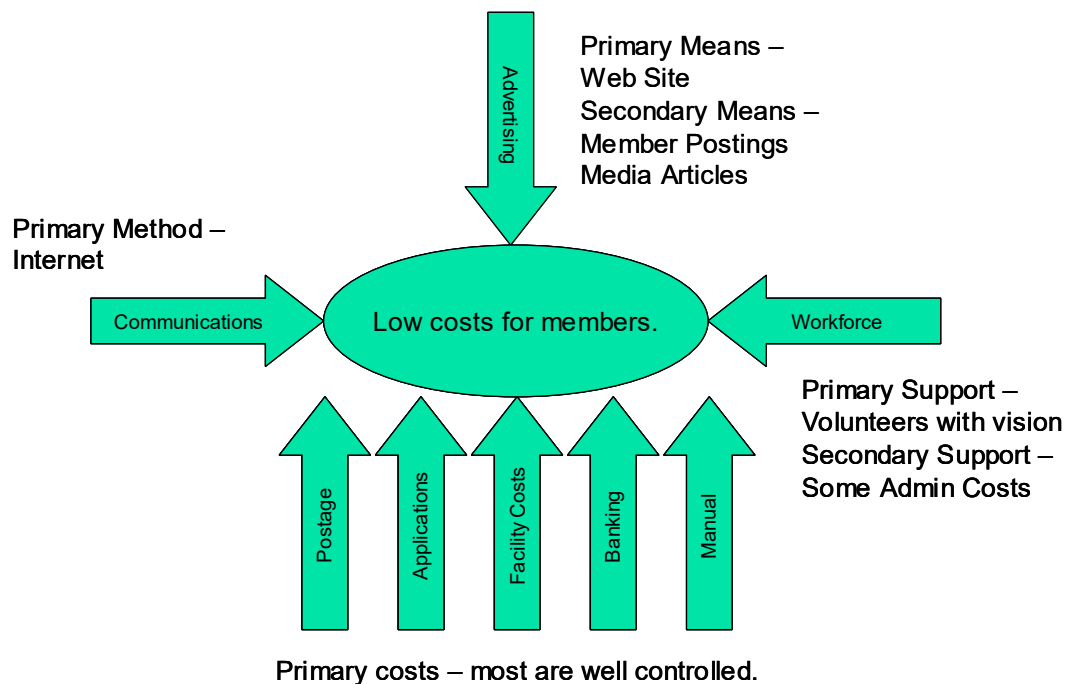 Advertising
Primary Means –
Web Site
Secondary Means –
Member Postings
Media Articles
Primary Method –
Internet
Communications
Low costs for members.
Workforce
Primary Support –
Volunteers with vision
Secondary Support –
Some Admin Costs
Postage
Applications
Facility Costs
Banking
Manual
Primary costs – most are well controlled.